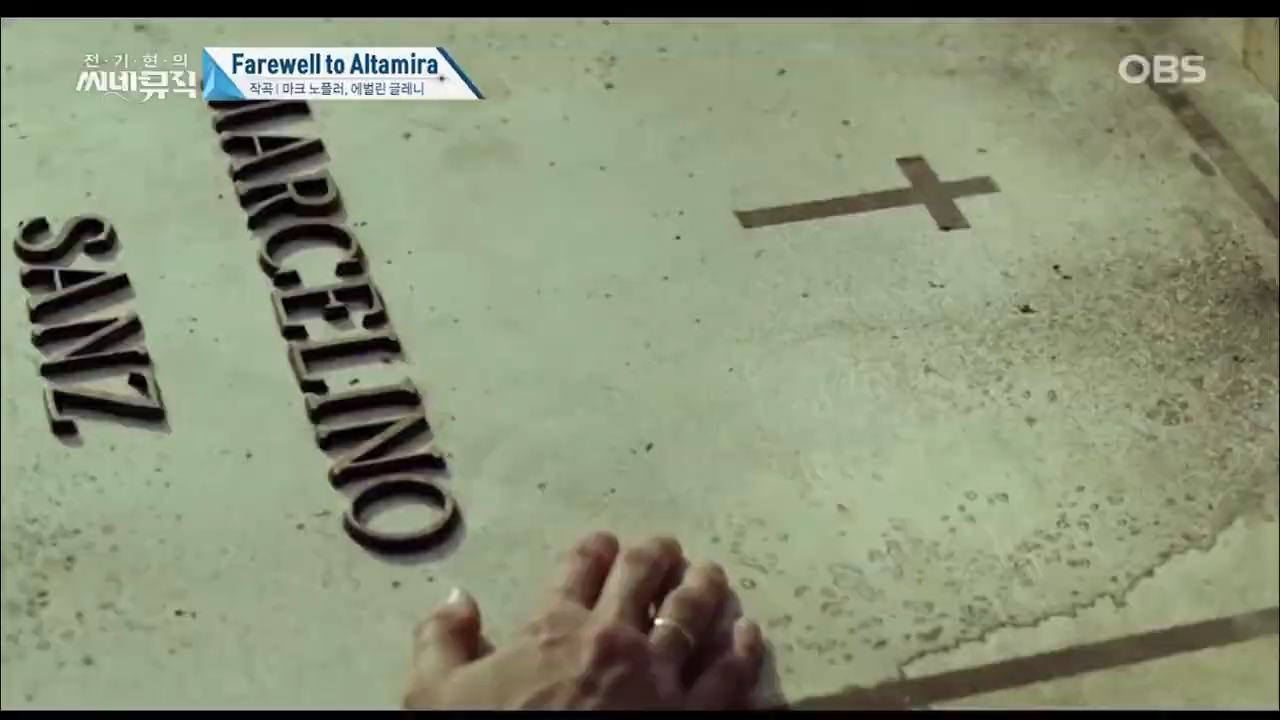 전·기·현·의
씨네뮤직
Farewell to Altamira
작곡 | 마크 노플러, 에벌린 글레니
OBS
MARCELINO
SANZ